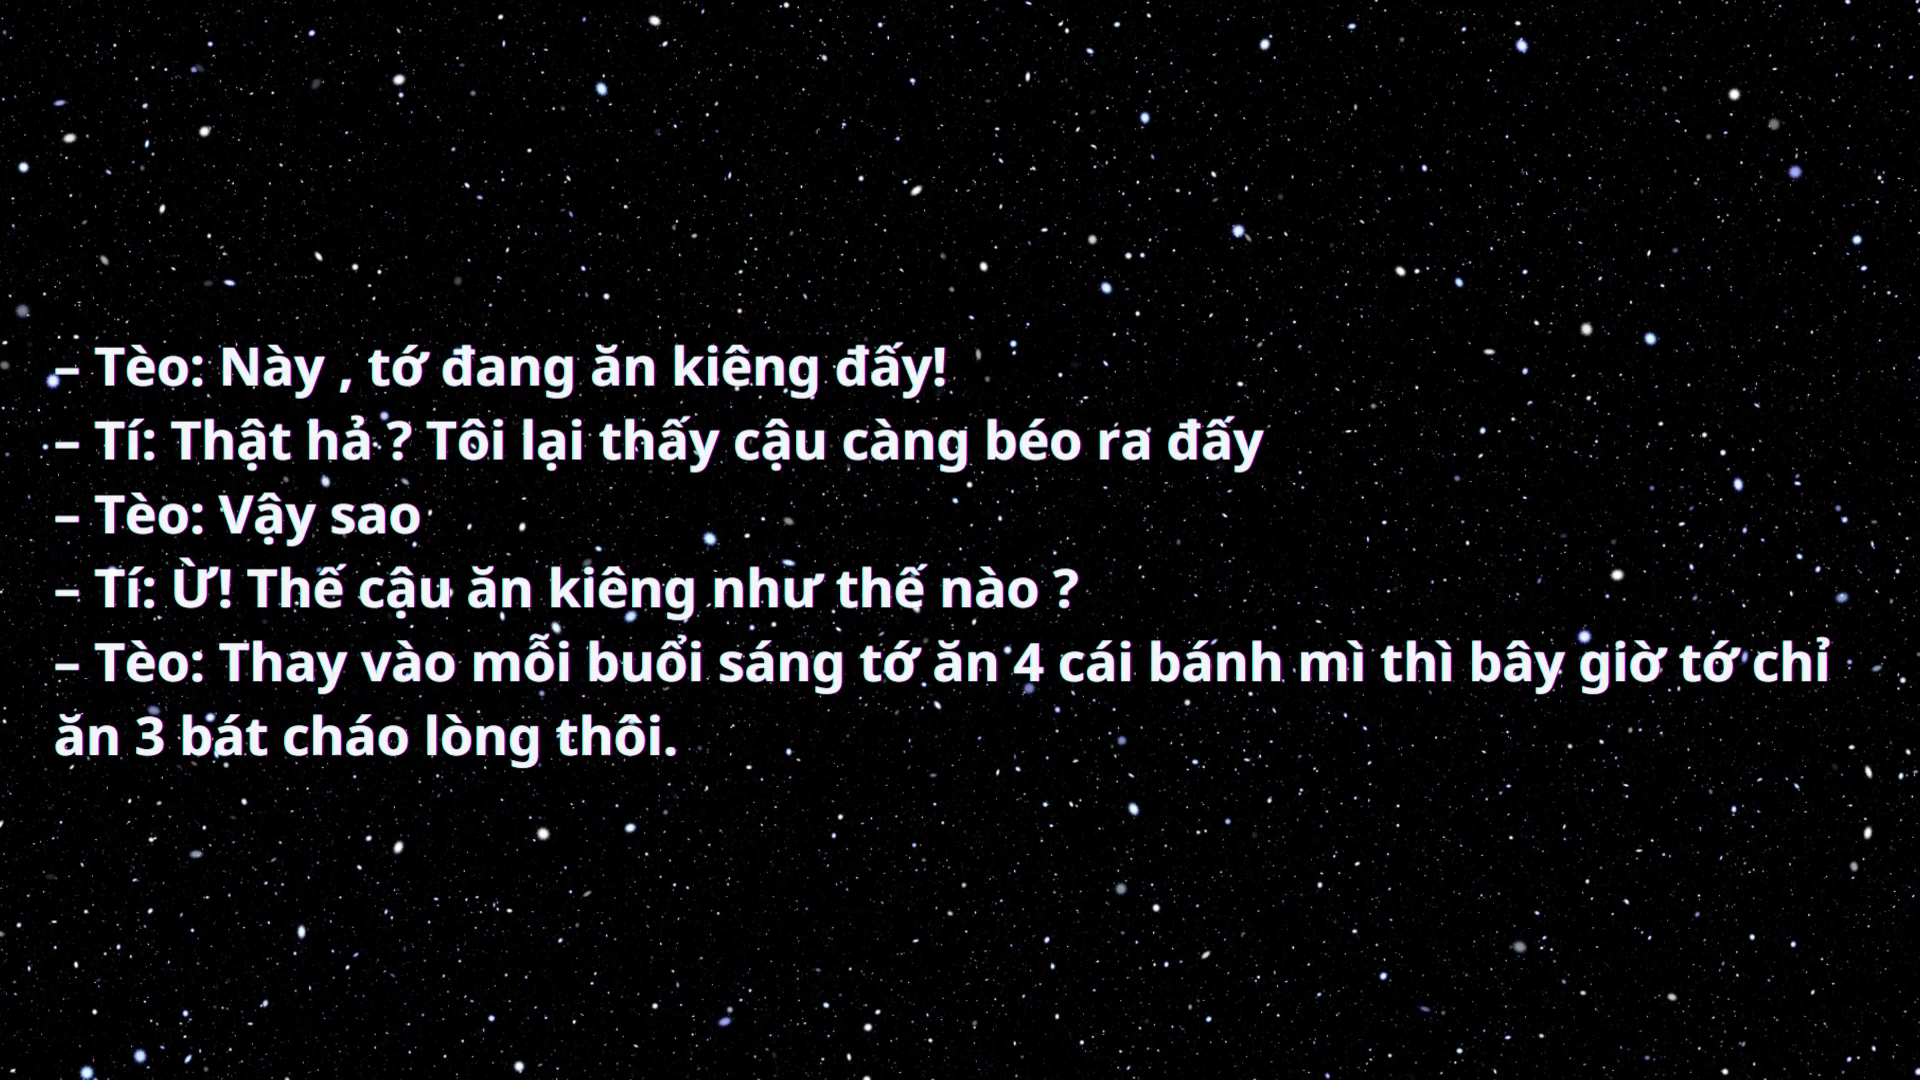 – Tèo: Này , tớ đang ăn kiêng đấy!
– Tí: Thật hả ? Tôi lại thấy cậu càng béo ra đấy
– Tèo: Vậy sao
– Tí: Ừ! Thế cậu ăn kiêng như thế nào ?
– Tèo: Thay vào mỗi buổi sáng tớ ăn 4 cái bánh mì thì bây giờ tớ chỉ
ăn 3 bát cháo lòng thôi.